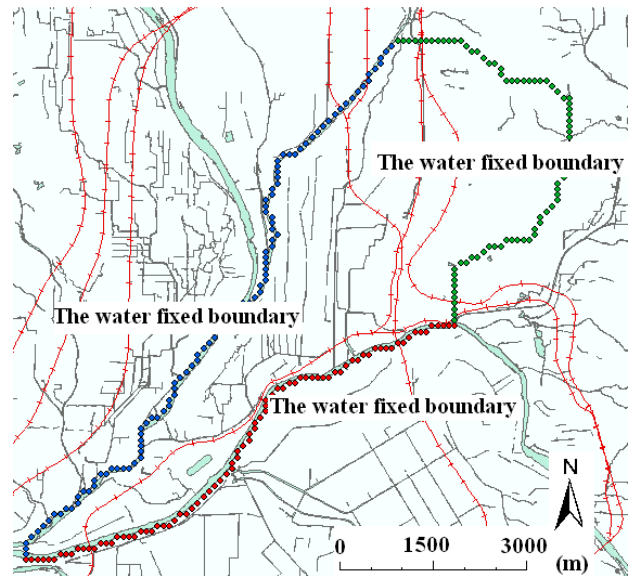 The water fixed boundary
The water fixed boundary
The water fixed boundary
N
0 1500 3000
(m)